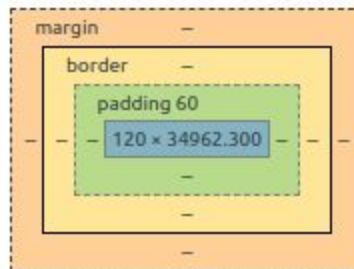 margin –
border –
padding 60
– – – 120 × 34962.300 – – –
–
–
–